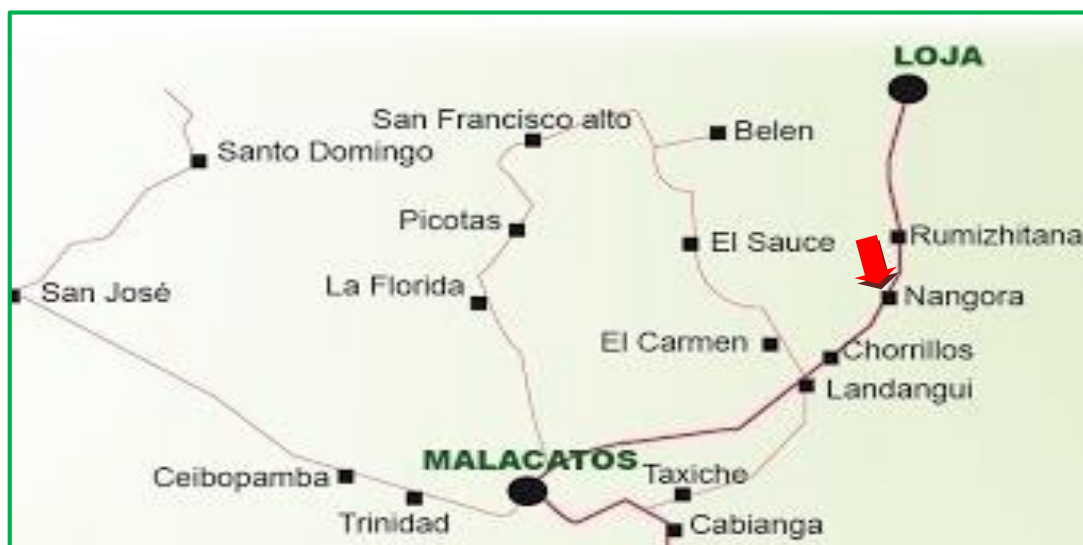 LOJA
San Francisco alto
Belen
Santo Domingo
Picotas
El Sauce
Rumizhitana
San José
La Florida
Nangora
El Carmen
Chorrillos
Landangui
MALACATOS
Ceibopamba
Taxiche
Trinidad
Cabianga